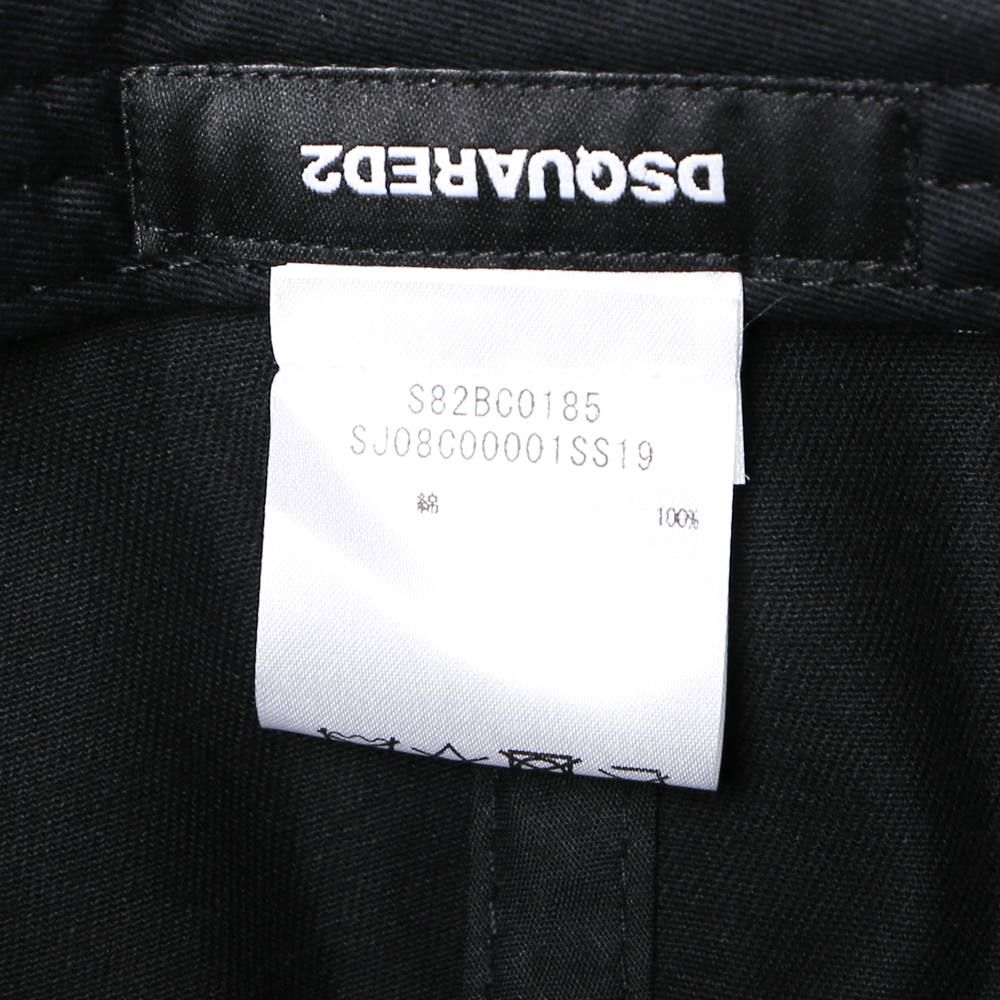 DSQUARED2
S82BC0185
SJ08C00001SS19
綿 100%